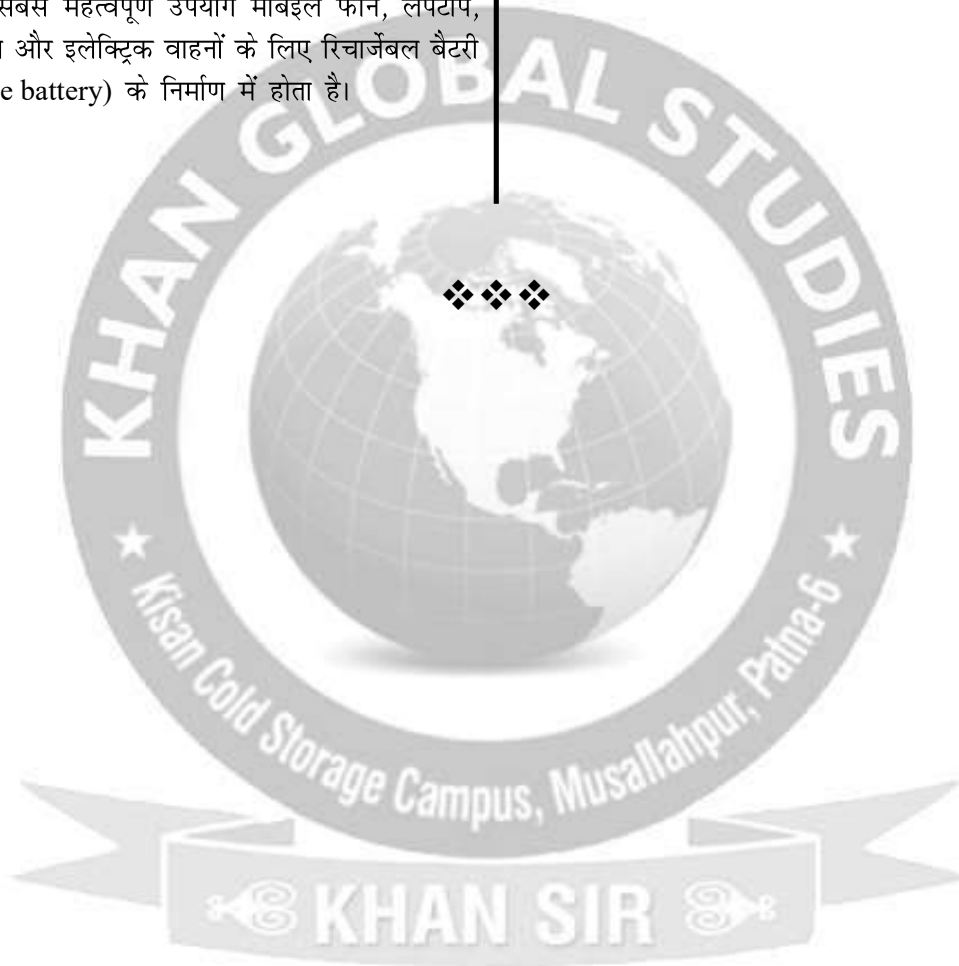 सबसे महत्वपूर्ण उपयोग मोबाइल फोन, लैपटॉप,
और इलेक्ट्रिक वाहनों के लिए रिचार्जेबल बैटरी
e battery) के निर्माण में होता है।
KHAN GLOBAL STUDIES
Kisan Cold Storage Campus, Musallahpur, Patna-6
KHAN SIR